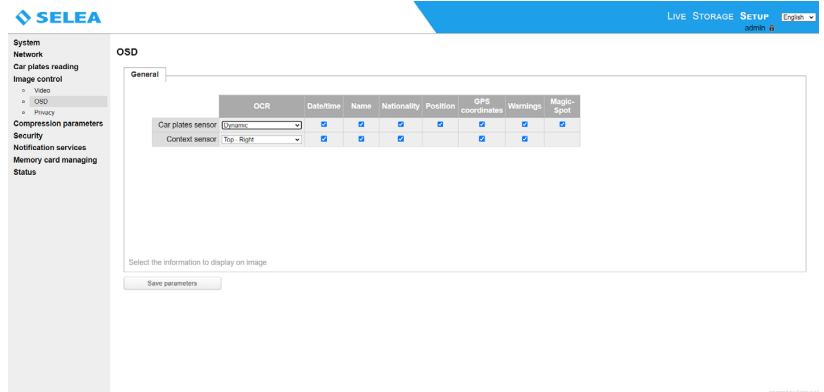 SELEA
LIVE STORAGE SETUP English
admin
System
Network
Car plates reading
Image control
Video
OSD
Privacy
Compression parameters
Security
Notification services
Memory card managing
Status
OSD
General
OCR Date/time Name Nationality Position GPS coordinates Warnings Magic-Spot
Car plates sensor Dynamic
Context sensor Top - Right
Select the information to display on image
Save parameters